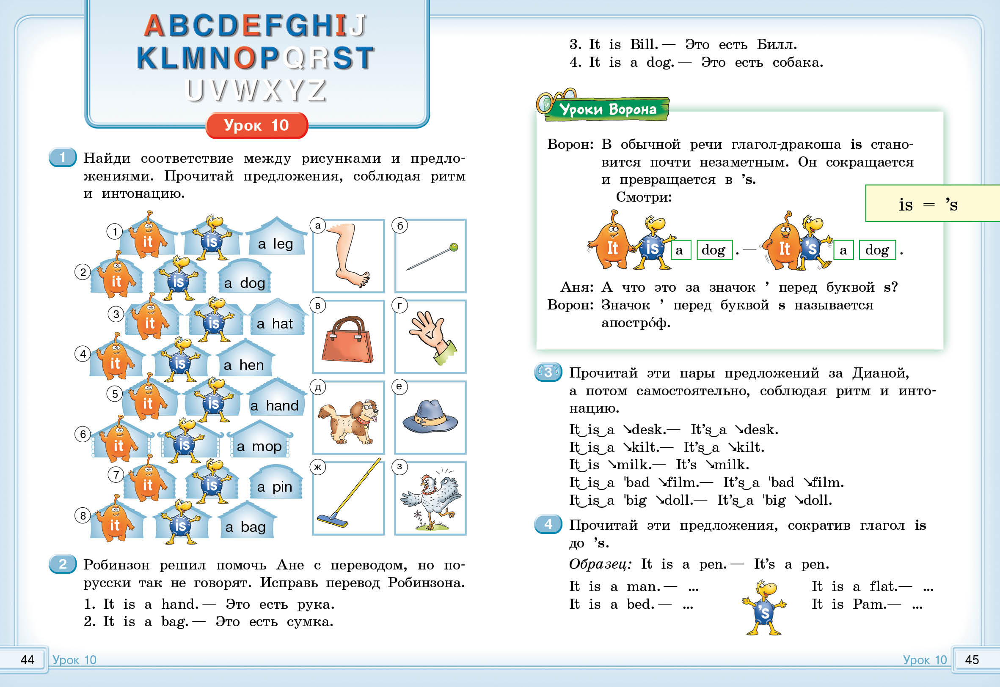 ABCDEFGHIJ
KLMNOPQRST
UVWXYZ
Урок 10
1 Найди соответствие между рисунками и предло-
жениями. Прочитай предложения, соблюдая ритм
и интонацию.
1 it is a leg
2 it is a dog
3 it is a hat
4 it is a hen
5 it is a hand
6 it is a mop
7 it is a pin
8 it is a bag
а б
в г
д е
ж з
2 Робинзон решил помочь Ане с переводом, но по-
русски так не говорят. Исправь перевод Робинзона.
1. It is a hand. — Это есть рука.
2. It is a bag. — Это есть сумка.
44 Урок 10
3. It is Bill. — Это есть Билл.
4. It is a dog. — Это есть собака.
Уроки Ворона
Ворон: В обычной речи глагол-дракоша is стано-
вится почти незаметным. Он сокращается
и превращается в ’s.
Смотри:
is = ’s
It is a dog . — It ’s a dog .
Аня: А что это за значок ’ перед буквой s?
Ворон: Значок ’ перед буквой s называется
апостро́ф.
3 Прочитай эти пары предложений за Дианой,
а потом самостоятельно, соблюдая ритм и инто-
нацию.
It‿is‿a ↘desk.— It’s‿a ↘desk.
It‿is‿a ↘kilt.— It’s‿a ↘kilt.
It‿is ↘milk.— It’s ↘milk.
It‿is‿a ˈbad ↘film.— It’s‿a ˈbad ↘film.
It‿is‿a ˈbig ↘doll.— It’s‿a ˈbig ↘doll.
4 Прочитай эти предложения, сократив глагол is
до ’s.
Образец: It is a pen. — It’s a pen.
It is a man. — ... It is a flat.— ...
It is a bed. — ... ’s It is Pam.— ...
Урок 10 45